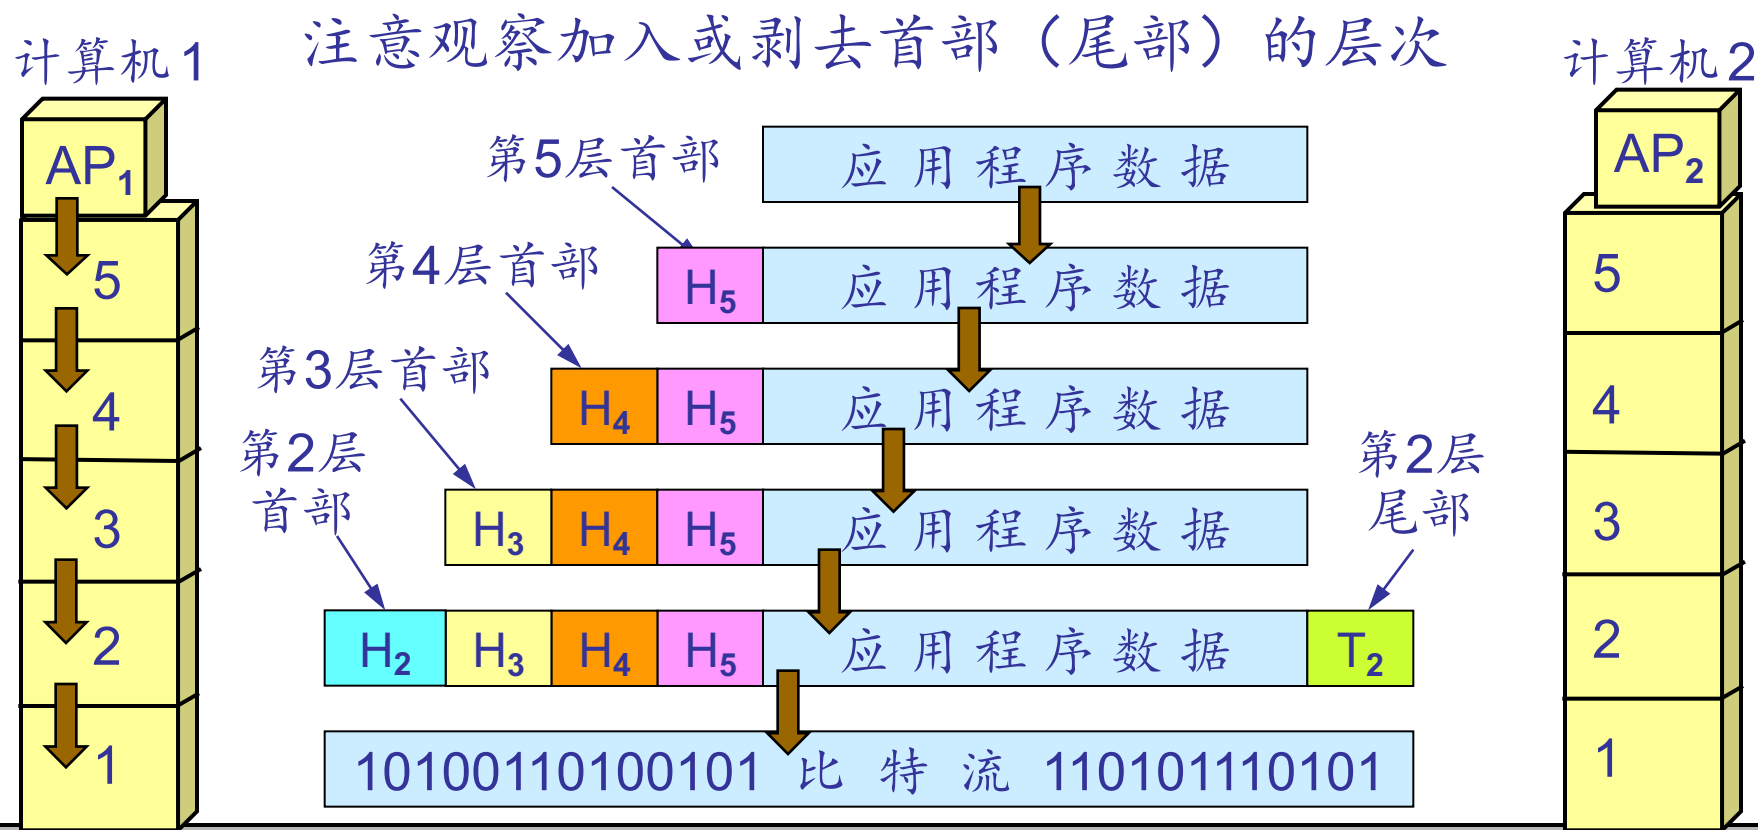 注意观察加入或剥去首部（尾部）的层次
计算机1
计算机2
AP1
AP2
第5层首部
应用程序数据
5
第4层首部
H5 应用程序数据
5
4
第3层首部
H4 H5 应用程序数据
4
第2层
首部
第2层
尾部
3
H3 H4 H5 应用程序数据
3
2
H2 H3 H4 H5 应用程序数据 T2
2
1
10100110100101 比特流 110101110101
1